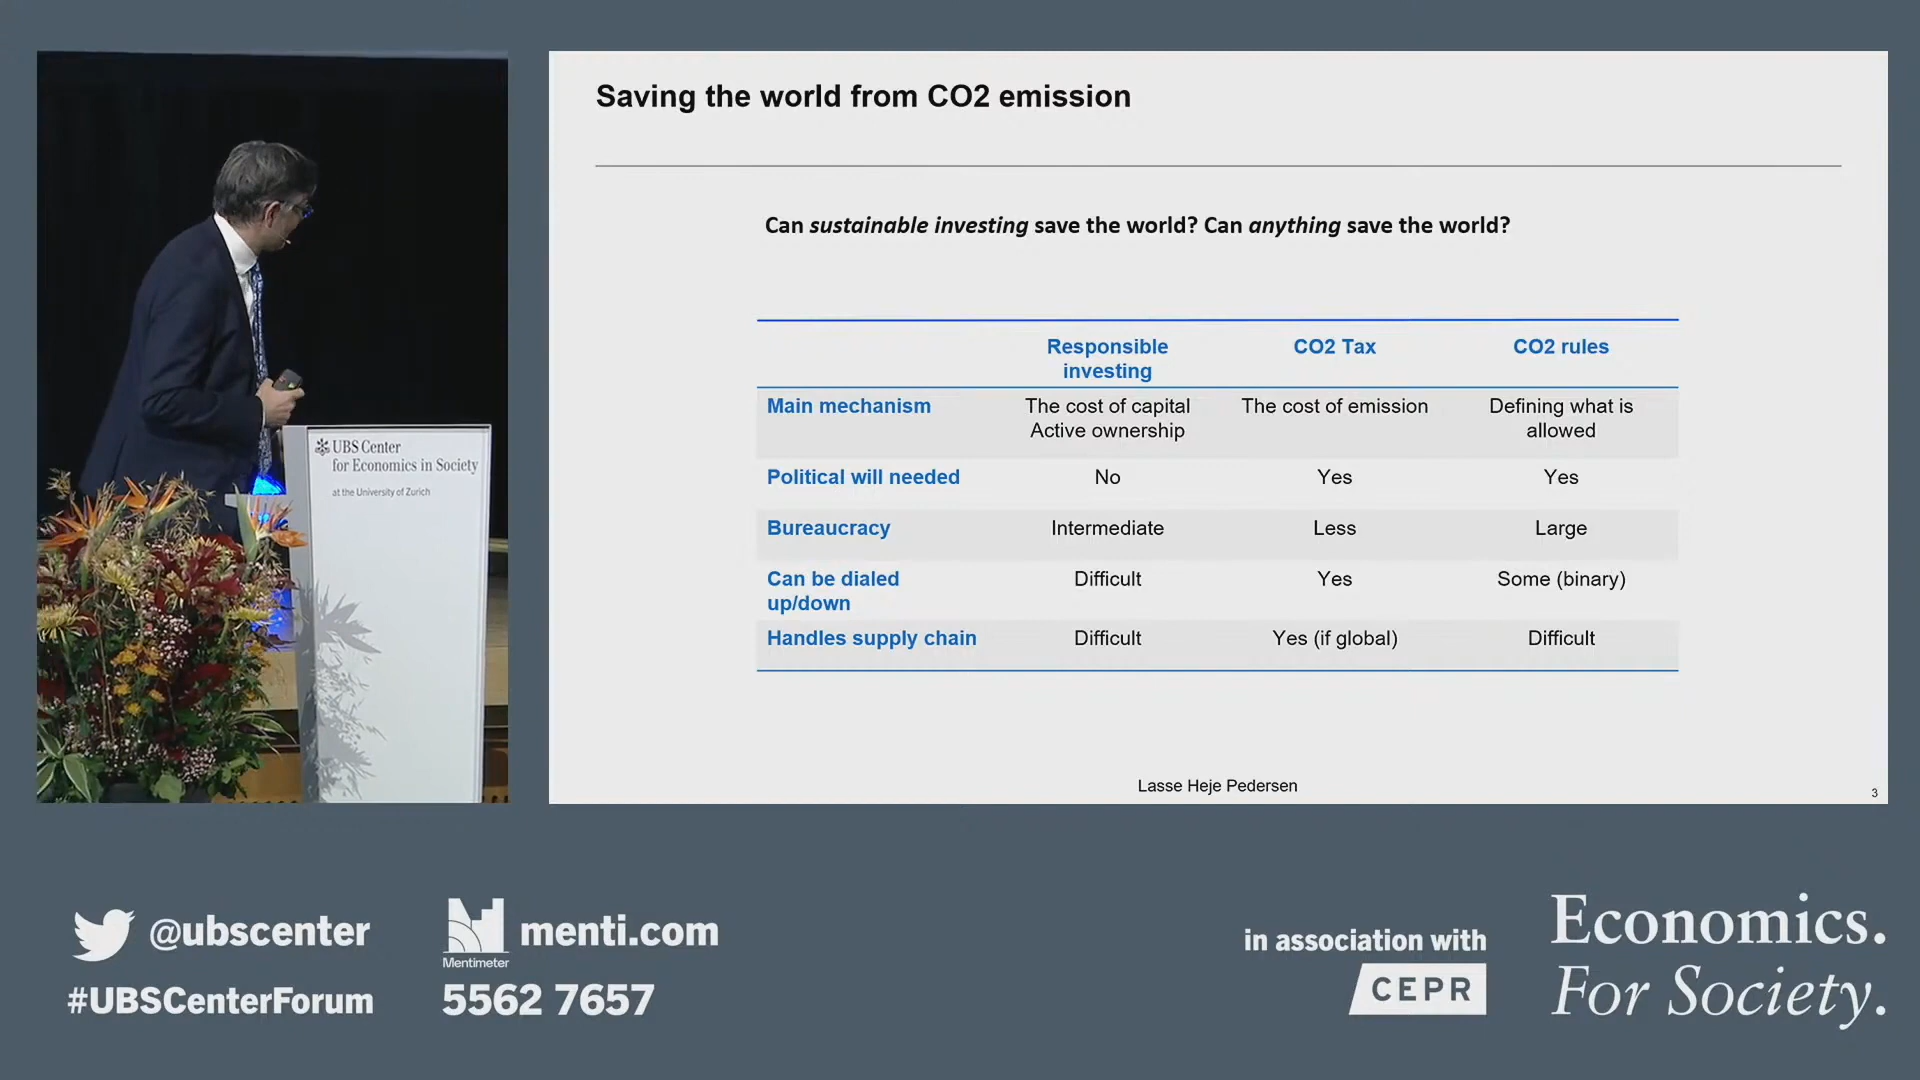 Saving the world from CO2 emission
Can sustainable investing save the world? Can anything save the world?
Responsible investing CO2 Tax CO2 rules
Main mechanism The cost of capital Active ownership The cost of emission Defining what is allowed
Political will needed No Yes Yes
Bureaucracy Intermediate Less Large
Can be dialed up/down Difficult Yes Some (binary)
Handles supply chain Difficult Yes (if global) Difficult
Lasse Heje Pedersen
3
UBS Center
for Economics in Society
at the University of Zurich
@ubscenter
#UBSCenterForum
Mentimeter
menti.com
5562 7657
in association with
CEPR
Economics.
For Society.